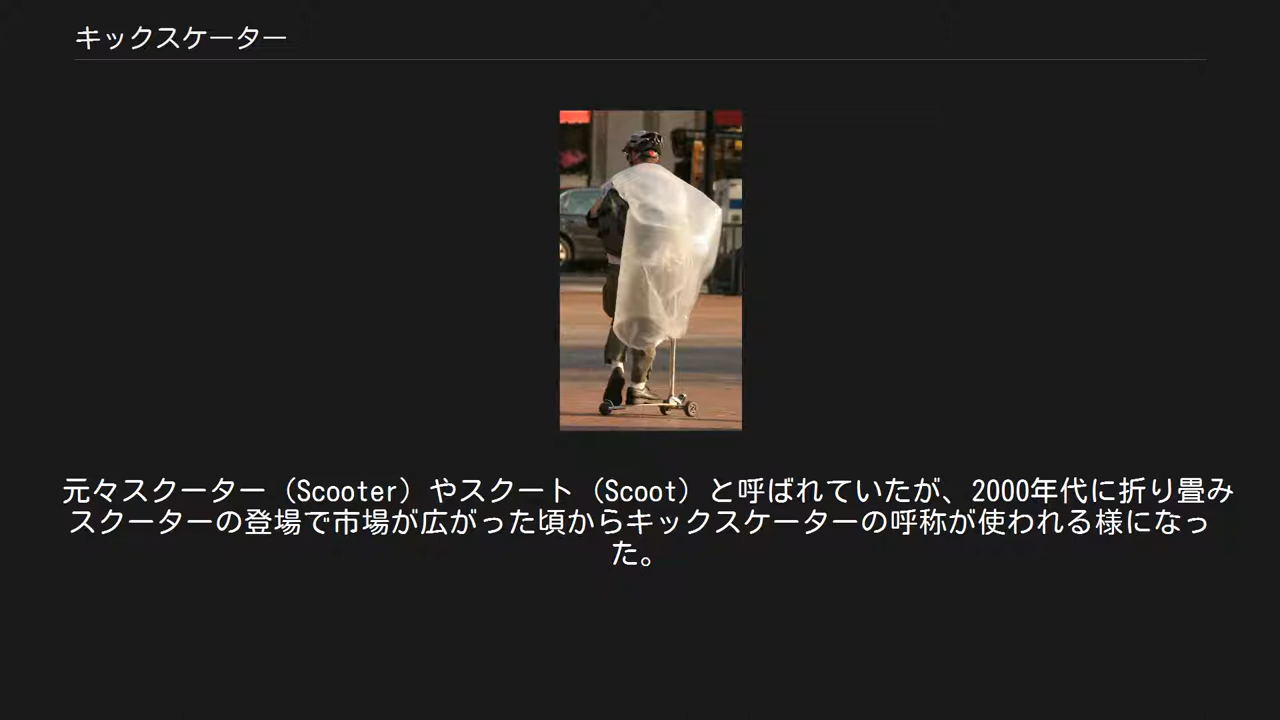 キックスケーター
元々スクーター（Scooter）やスクート（Scoot）と呼ばれていたが、2000年代に折り畳み
スクーターの登場で市場が広がった頃からキックスケーターの呼称が使われる様になっ
た。